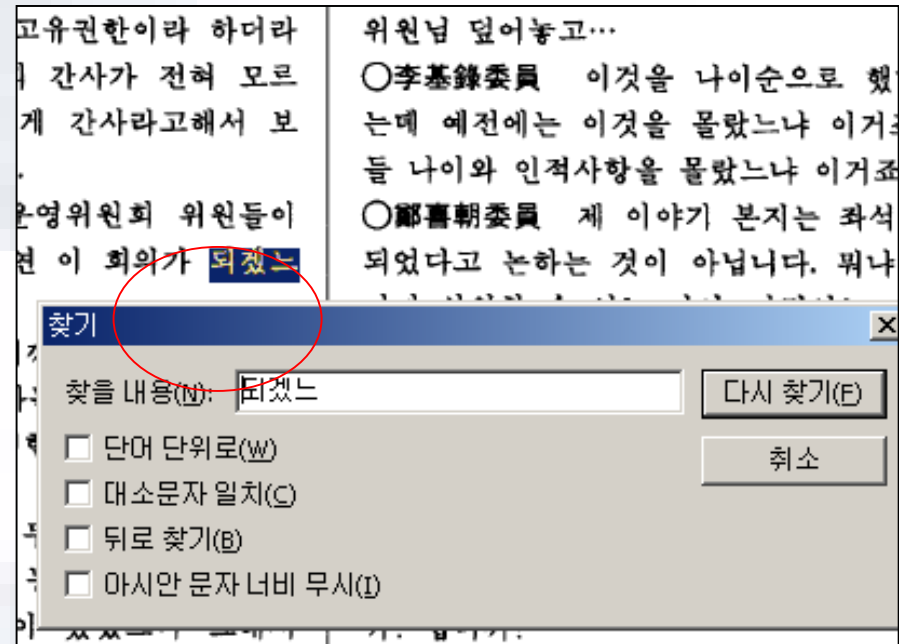 고유권한이라 하더라
간사가 전혀 모르
게 간사라고해서 보
.
영위원회 위원들이
이 회의가 되겠느
위원님 덮어놓고…
○李基錄委員 이것을 나이순으로 했
는데 예전에는 이것을 몰랐느냐 이거
들 나이와 인적사항을 몰랐느냐 이거죠
○鄭喜朝委員 제 이야기 본지는 좌석
되었다고 논하는 것이 아닙니다. 뭐냐
찾기
찾을 내용(N): 되겠느
다시 찾기(F)
단어 단위로(W)
취소
대소문자 일치(C)
뒤로 찾기(B)
아시안 문자 너비 무시(I)